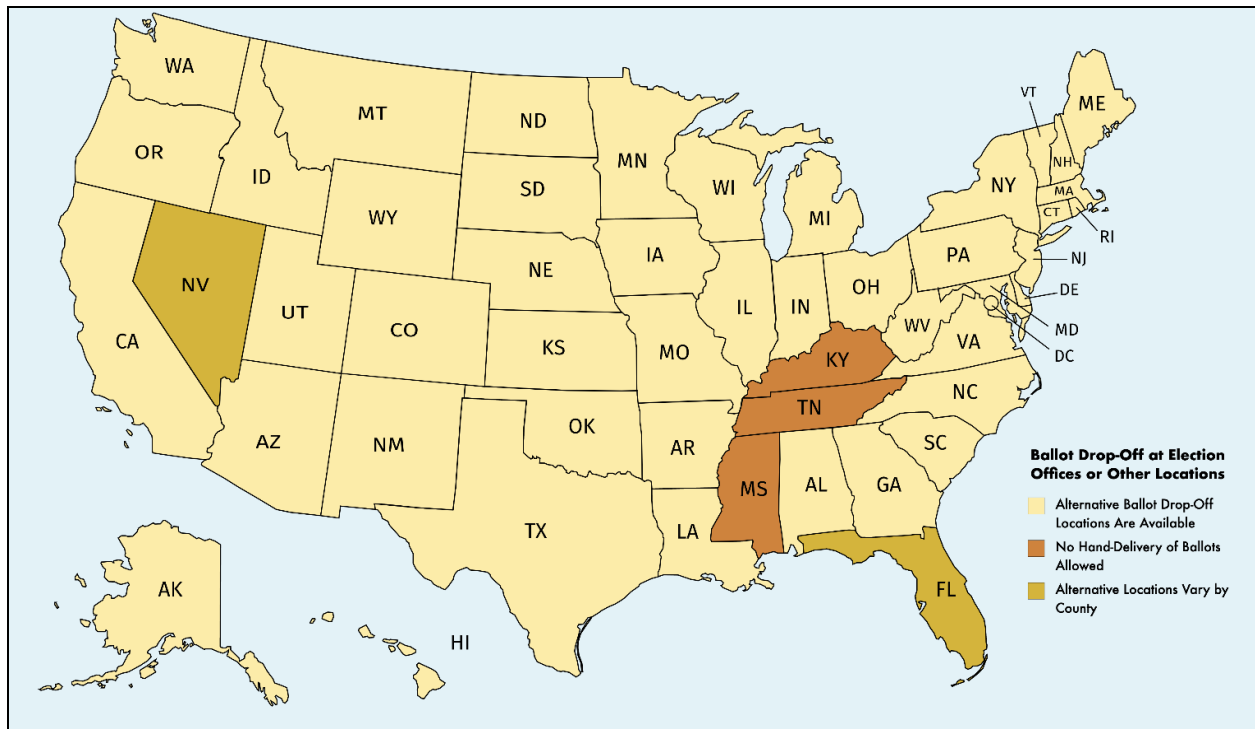 WA
MT
ND
MN
VT
ME
OR
ID
SD
WI
NY
NH
WY
MI
MA
CT
RI
IA
PA
NJ
NE
NV
UT
CO
IL
IN
OH
DE
CA
KS
MO
WV
VA
MD
DC
KY
TN
NC
AZ
NM
OK
AR
SC
MS
AL
GA
TX
LA
FL
AK
HI
Ballot Drop-Off at Election
Offices or Other Locations
Alternative Ballot Drop-Off
Locations Are Available
No Hand-Delivery of Ballots
Allowed
Alternative Locations Vary by
County